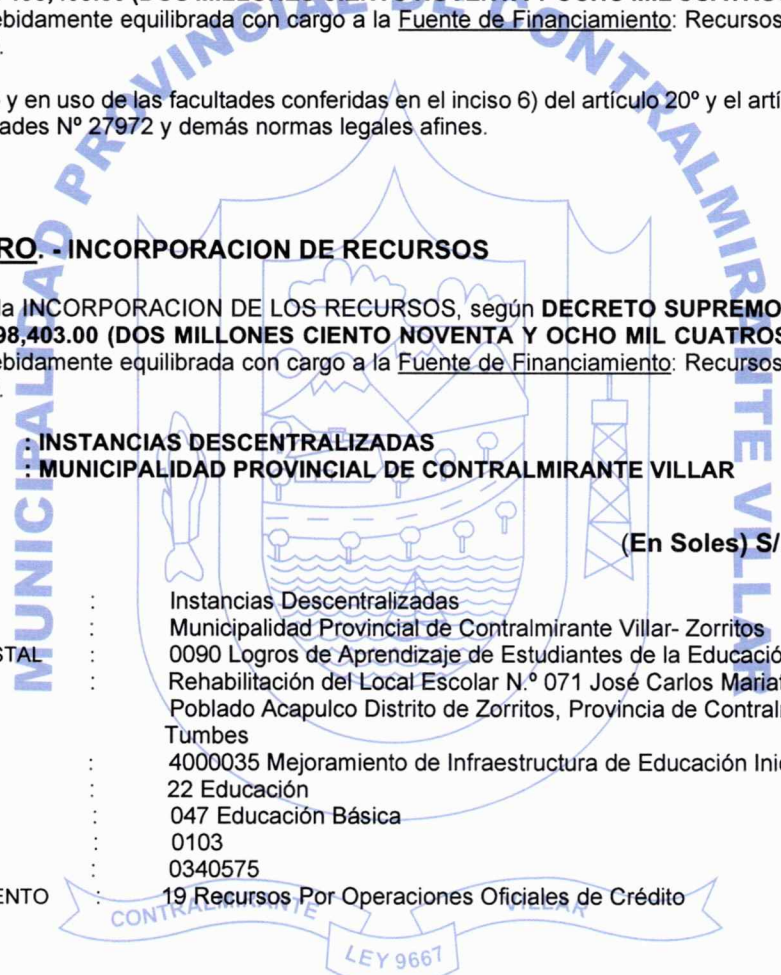 (DOS MILLONES CIENTO NOVENTA Y OCHO MIL
ebidamente equilibrada con cargo a la Fuente de Financiamiento: Recursos
y en uso de las facultades conferidas en el inciso 6) del artículo 20º y el artí
ades Nº 27972 y demás normas legales afines.
RO. - INCORPORACION DE RECURSOS
la INCORPORACION DE LOS RECURSOS, según DECRETO SUPREMO
98,403.00 (DOS MILLONES CIENTO NOVENTA Y OCHO MIL CUATROS
ebidamente equilibrada con cargo a la Fuente de Financiamiento: Recursos
: INSTANCIAS DESCENTRALIZADAS
: MUNICIPALIDAD PROVINCIAL DE CONTRALMIRANTE VILLAR
(En Soles) S/
: Instancias Descentralizadas
: Municipalidad Provincial de Contralmirante Villar- Zorritos
STAL : 0090 Logros de Aprendizaje de Estudiantes de la Educació
: Rehabilitación del Local Escolar N.º 071 José Carlos Mariat
Poblado Acapulco Distrito de Zorritos, Provincia de Contral
Tumbes
: 4000035 Mejoramiento de Infraestructura de Educación Ini
: 22 Educación
: 047 Educación Básica
: 0103
: 0340575
ENTO : 19 Recursos Por Operaciones Oficiales de Crédito
MUNICIPALIDAD PROVINCIAL DE CONTRALMIRANTE VILLAR
CONTRALMIRANTE VILLAR
LEY 9667